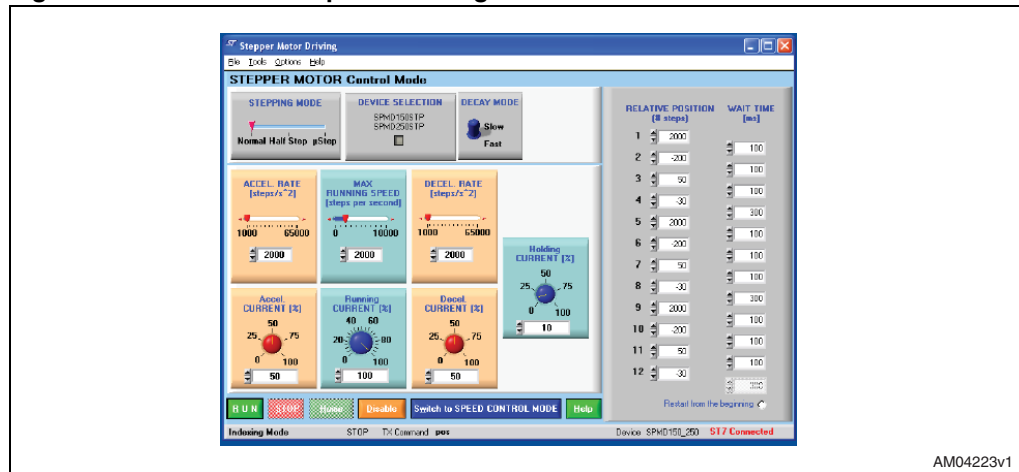 Stepper Motor Driving
File Tools Options Help
STEPPER MOTOR Control Mode
STEPPING MODE
Normal Half Step µStep
DEVICE SELECTION
SPMD150STP
SPMD250STP
DECAY MODE
Slow
Fast
ACCEL. RATE
[steps/s^2]
1000 65000
2000
MAX
RUNNING SPEED
[steps per second]
0 10000
2000
DECEL. RATE
[steps/s^2]
1000 65000
2000
Holding
CURRENT [%]
50
25 75
0 100
10
Accel.
CURRENT [%]
50
25 75
0 100
50
Running
CURRENT [%]
40 60
20 80
0 100
100
Decel.
CURRENT [%]
50
25 75
0 100
50
RUN STOP Home Disable Switch to SPEED CONTROL MODE Help
RELATIVE POSITION WAIT TIME
(8 steps) [ms]
1 2000
100
2 -200
100
3 50
100
4 -30
300
5 2000
100
6 -200
100
7 50
100
8 -30
300
9 2000
100
10 -200
100
11 50
100
12 -30
Restart from the beginning
Indexing Mode STOP TX Command pos Device SPMD150_250 ST7 Connected
AM04223v1